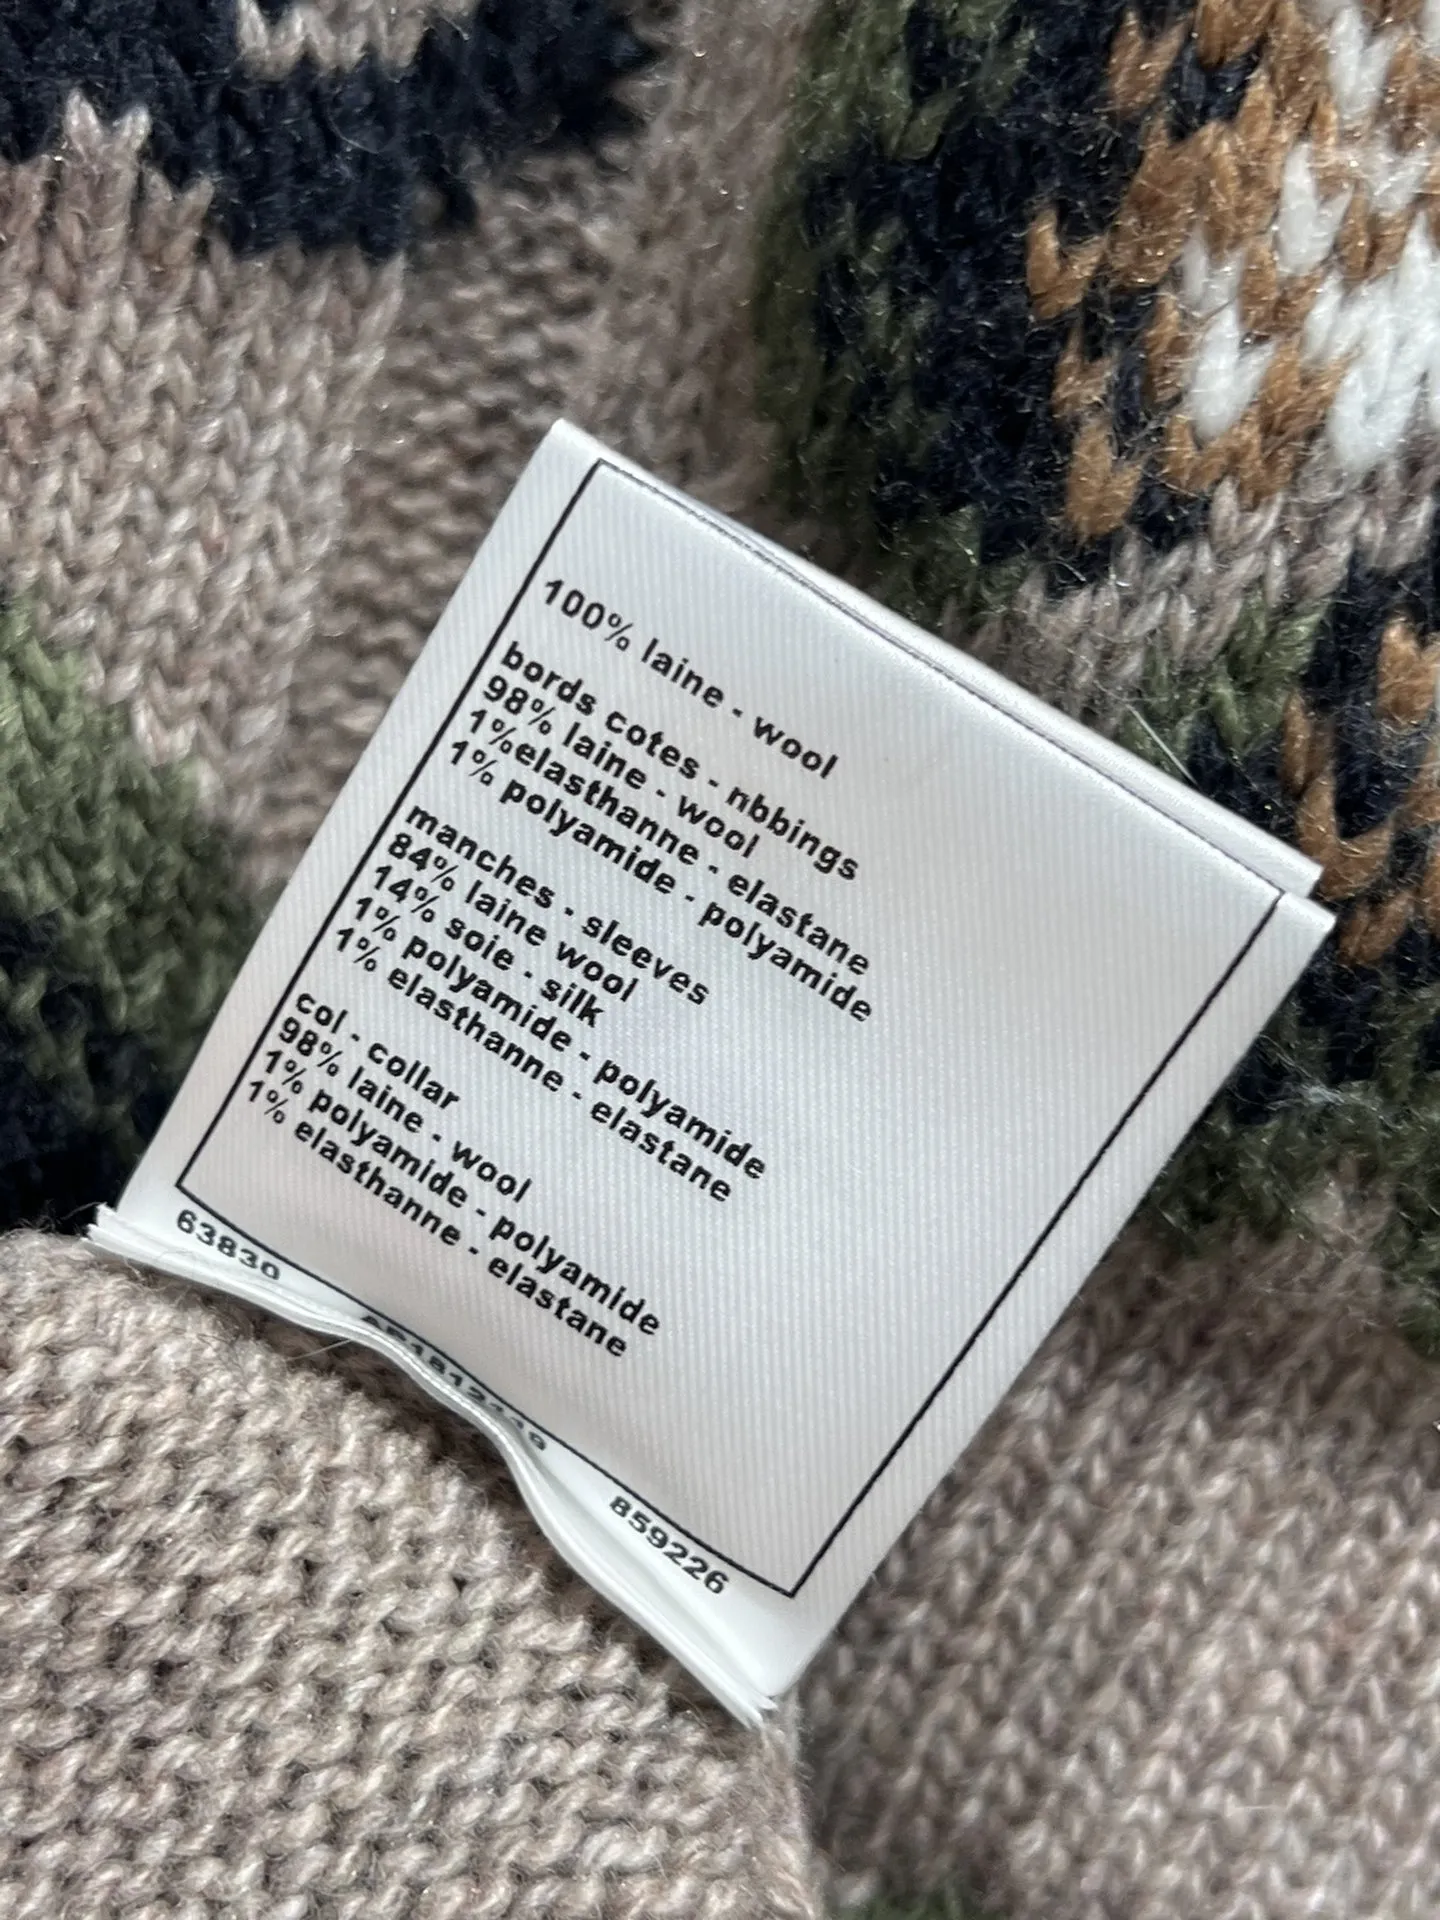 100% laine - wool
bords cotes - nbbings
98% laine - wool
1%elasthanne - elastane
1% polyamide - polyamide
manches - sleeves
84% laine wool
14% soie - silk
1% polyamide - polyamide
1% elasthanne - elastane
col - collar
98% laine - wool
1% polyamide - polyamide
1% elasthanne - elastane
63830
859226